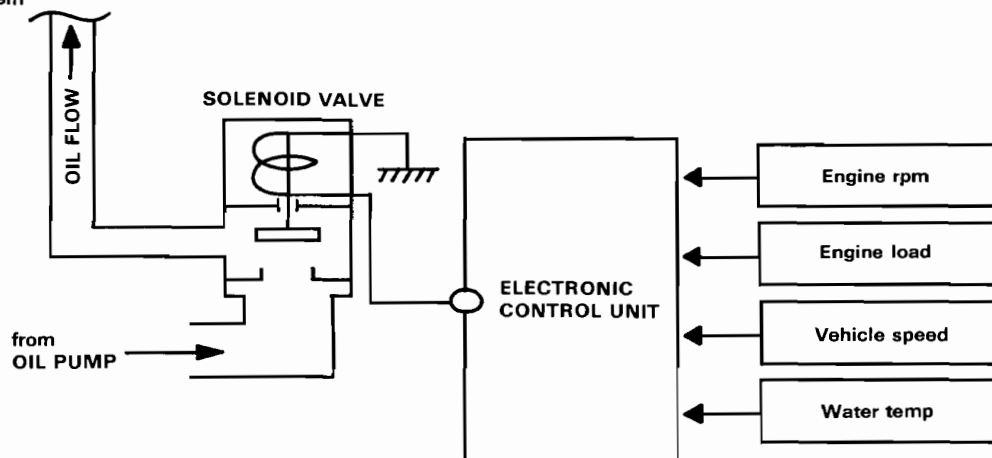 OIL FLOW
SOLENOID VALVE
from
OIL PUMP
ELECTRONIC
CONTROL UNIT
Engine rpm
Engine load
Vehicle speed
Water temp